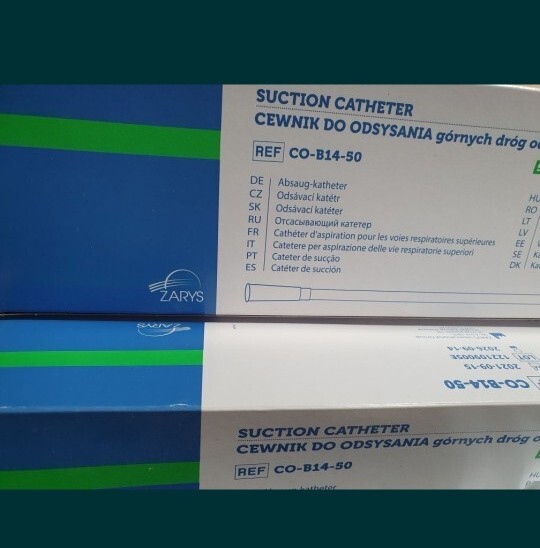 SUCTION CATHETER
CEWNIK DO ODSYSANIA górnych dróg
REF CO-B14-50
DE Absaug-katheter
CZ Odsávací katétr
SK Odsávací katéter
RU Отсасывающий катетер
FR Cathéter d'aspiration pour les voies respiratoires supérieures
IT Catetere per aspirazione delle vie respiratorie superiori
PT Cateter de sucção
ES Catéter de succión
HU
RO
LT
LV
EE
SE
DK
ZARYS
ZARYS
2026-09-14
LOT
2021-09-15
CO-B14-50
SUCTION CATHETER
CEWNIK DO ODSYSANIA górnych dróg
REF CO-B14-50